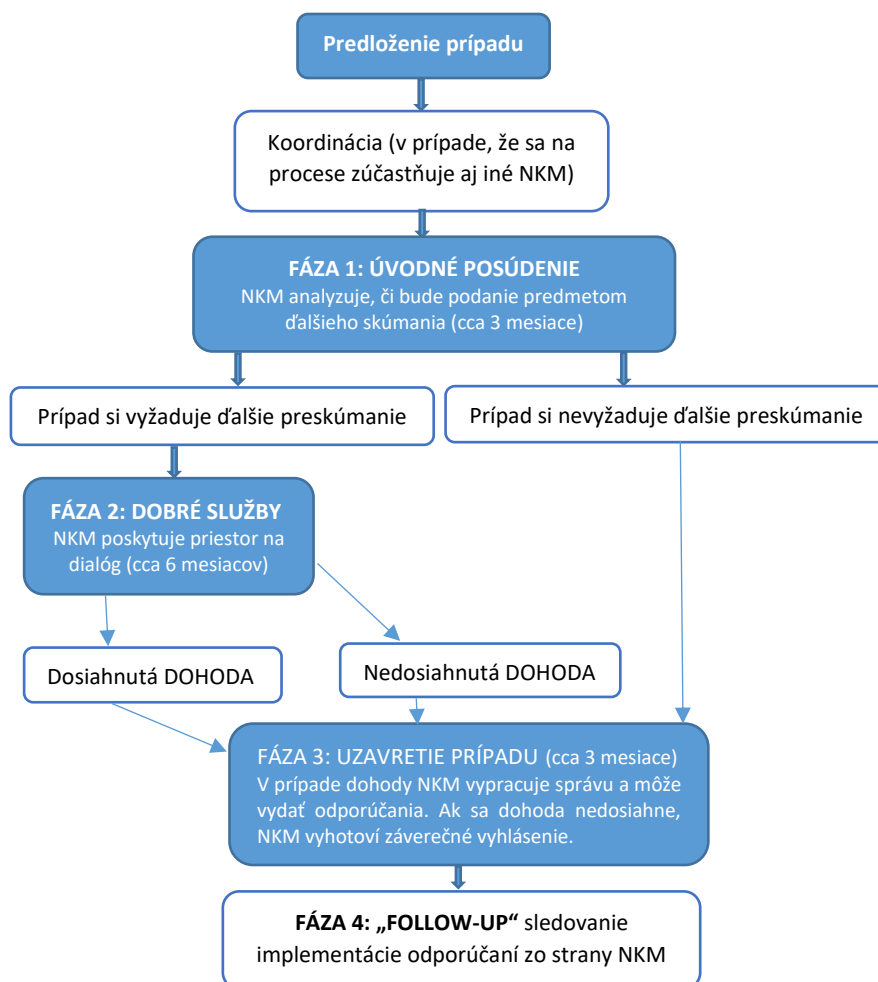 Predloženie prípadu
Koordinácia (v prípade, že sa na
procese zúčastňuje aj iné NKM)
FÁZA 1: ÚVODNÉ POSÚDENIE
NKM analyzuje, či bude podanie predmetom
ďalšieho skúmania (cca 3 mesiace)
Prípad si vyžaduje ďalšie preskúmanie
Prípad si nevyžaduje ďalšie preskúmanie
FÁZA 2: DOBRÉ SLUŽBY
NKM poskytuje priestor na
dialóg (cca 6 mesiacov)
Dosiahnutá DOHODA
Nedosiahnutá DOHODA
FÁZA 3: UZAVRETIE PRÍPADU (cca 3 mesiace)
V prípade dohody NKM vypracuje správu a môže
vydať odporúčania. Ak sa dohoda nedosiahne,
NKM vyhotoví záverečné vyhlásenie.
FÁZA 4: „FOLLOW-UP“ sledovanie
implementácie odporúčaní zo strany NKM